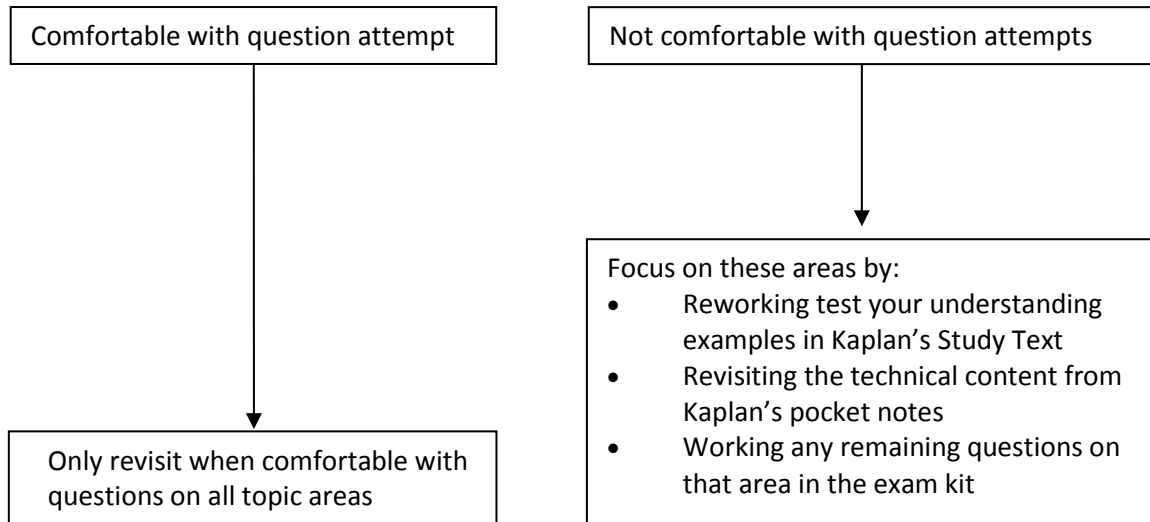 Comfortable with question attempt
Not comfortable with question attempts
Focus on these areas by:
• Reworking test your understanding
examples in Kaplan’s Study Text
• Revisiting the technical content from
Kaplan’s pocket notes
• Working any remaining questions on
that area in the exam kit
Only revisit when comfortable with
questions on all topic areas